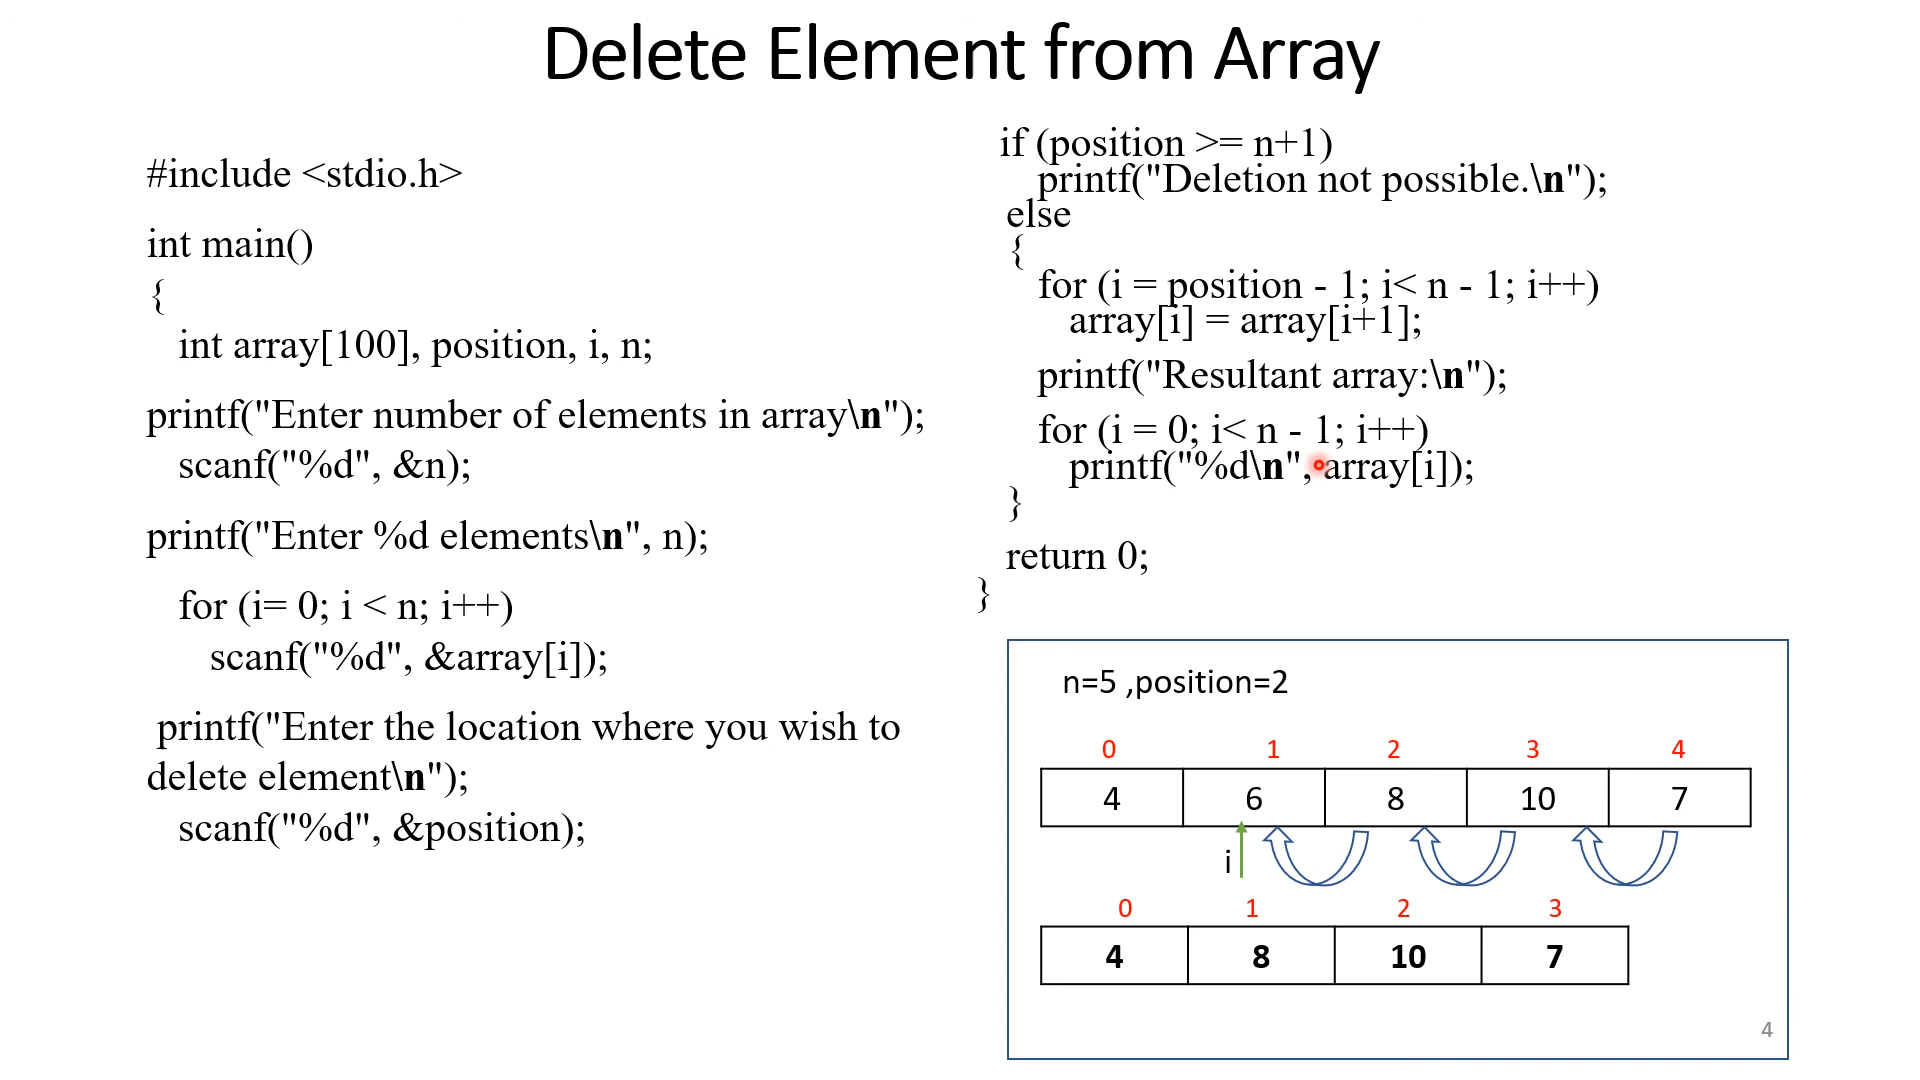 Delete Element from Array
#include <stdio.h>
int main()
{
int array[100], position, i, n;
printf("Enter number of elements in array\n");
scanf("%d", &n);
printf("Enter %d elements\n", n);
for (i= 0; i < n; i++)
scanf("%d", &array[i]);
printf("Enter the location where you wish to
delete element\n");
scanf("%d", &position);
if (position >= n+1)
printf("Deletion not possible.\n");
else
{
for (i = position - 1; i< n - 1; i++)
array[i] = array[i+1];
printf("Resultant array:\n");
for (i = 0; i< n - 1; i++)
printf("%d\n", array[i]);
}
return 0;
}
n=5 ,position=2
0 1 2 3 4
4 6 8 10 7
i
0 1 2 3
4 8 10 7
4